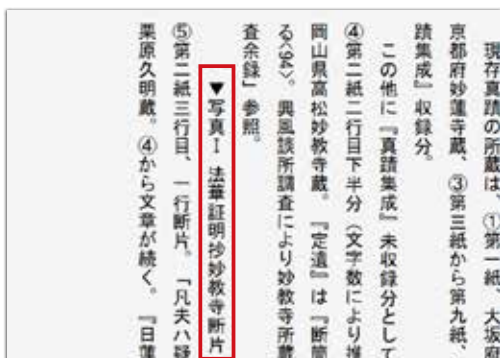 現存真蹟の所蔵は、①第一紙、大坂府
京都府妙蓮寺蔵、③第三紙から第九紙、
蹟集成』収録分。
この他に『真蹟集成』未収録分として
④第二紙二行目下半分（文字数により推
岡山県高松妙教寺蔵。『定遺』は『断簡
る〈94〉。興風談所調査により妙教寺所蔵
査余録」参照。
▼写真Ⅰ 法華証明抄妙教寺断片
⑤第二紙三行目、一行断片。「凡夫ハ疑
栗原久明蔵。④から文章が続く。『日蓮